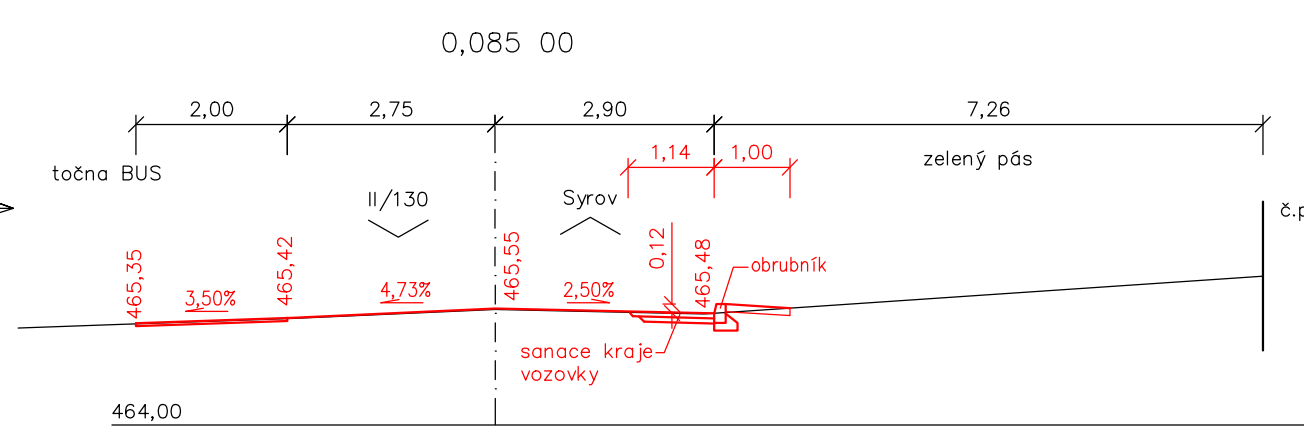 0,085 00
2,00
2,75
2,90
7,26
1,14
1,00
točna BUS
zelený pás
II/130
Syrov
č.p
465,35
465,42
465,55
0,12
465,48
obrubník
3,50%
4,73%
2,50%
sanace kraje
vozovky
464,00